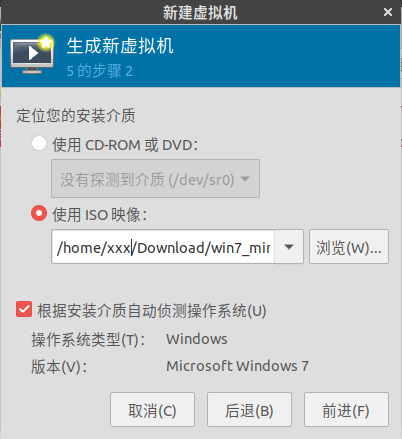 新建虚拟机
生成新虚拟机
5 的步骤 2
定位您的安装介质
使用 CD-ROM 或 DVD：
没有探测到介质 (/dev/sr0)
使用 ISO 映像：
/home/xxx/Download/win7_mir
浏览(W)...
根据安装介质自动侦测操作系统(U)
操作系统类型(T)： Windows
版本(V)： Microsoft Windows 7
取消(C) 后退(B) 前进(F)